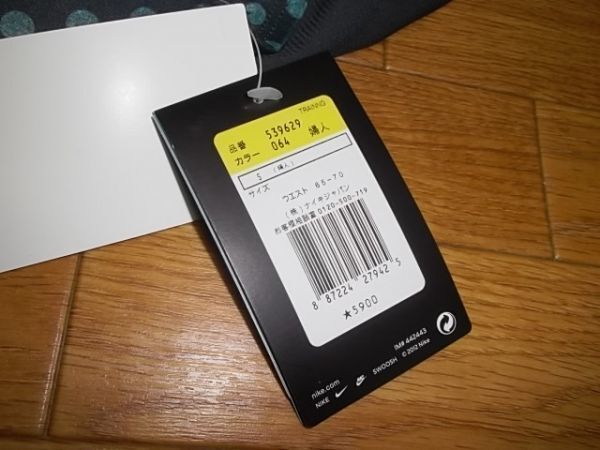 TRAINING
品番 539629
カラー 064 婦人
S (婦人)
サイズ
ウエスト 65-70
(株)ナイキジャパン
お客様相談室 0120-500-719
8 87224 27942 5
★5900
IM# 442443
nike.com
NIKE SWOOSH © 2012 Nike